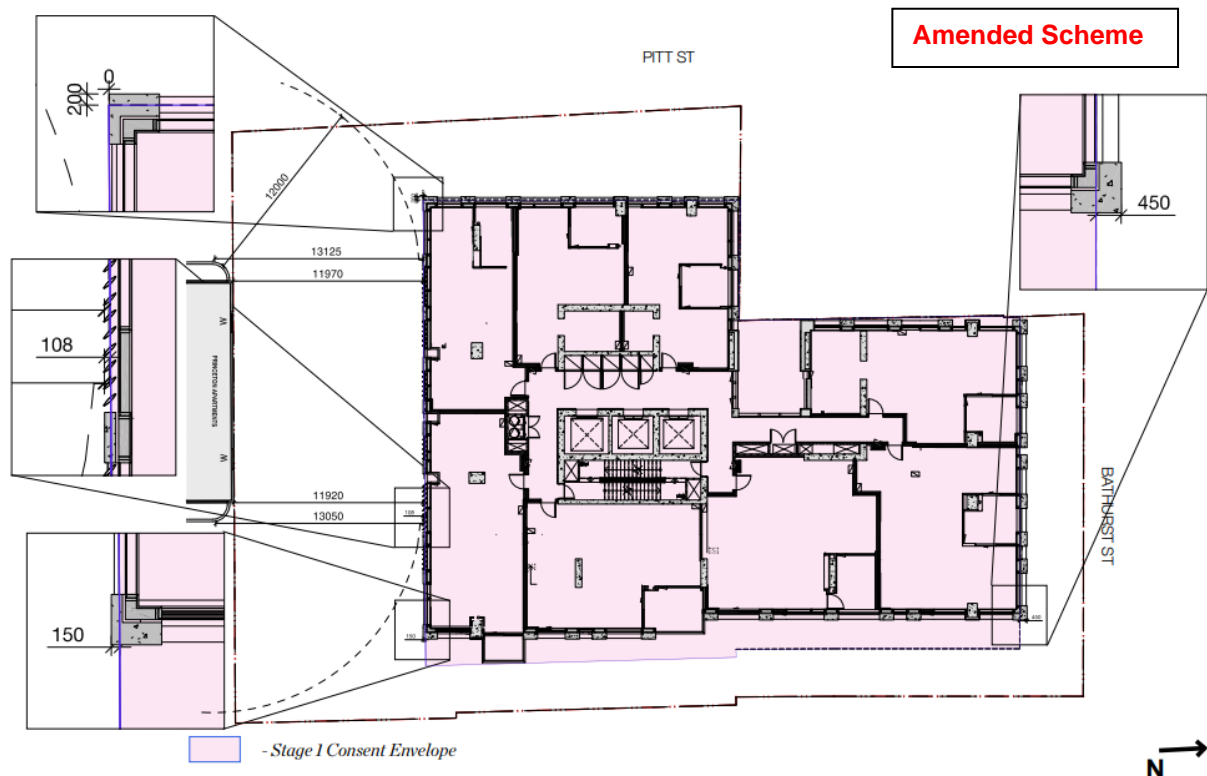 Amended Scheme
PITT ST
0
200
12000
450
13125
11970
108
W
PRINCETON APARTMENTS
W
BATHURST ST
11920
13050
108
150
150
450
- Stage 1 Consent Envelope
N